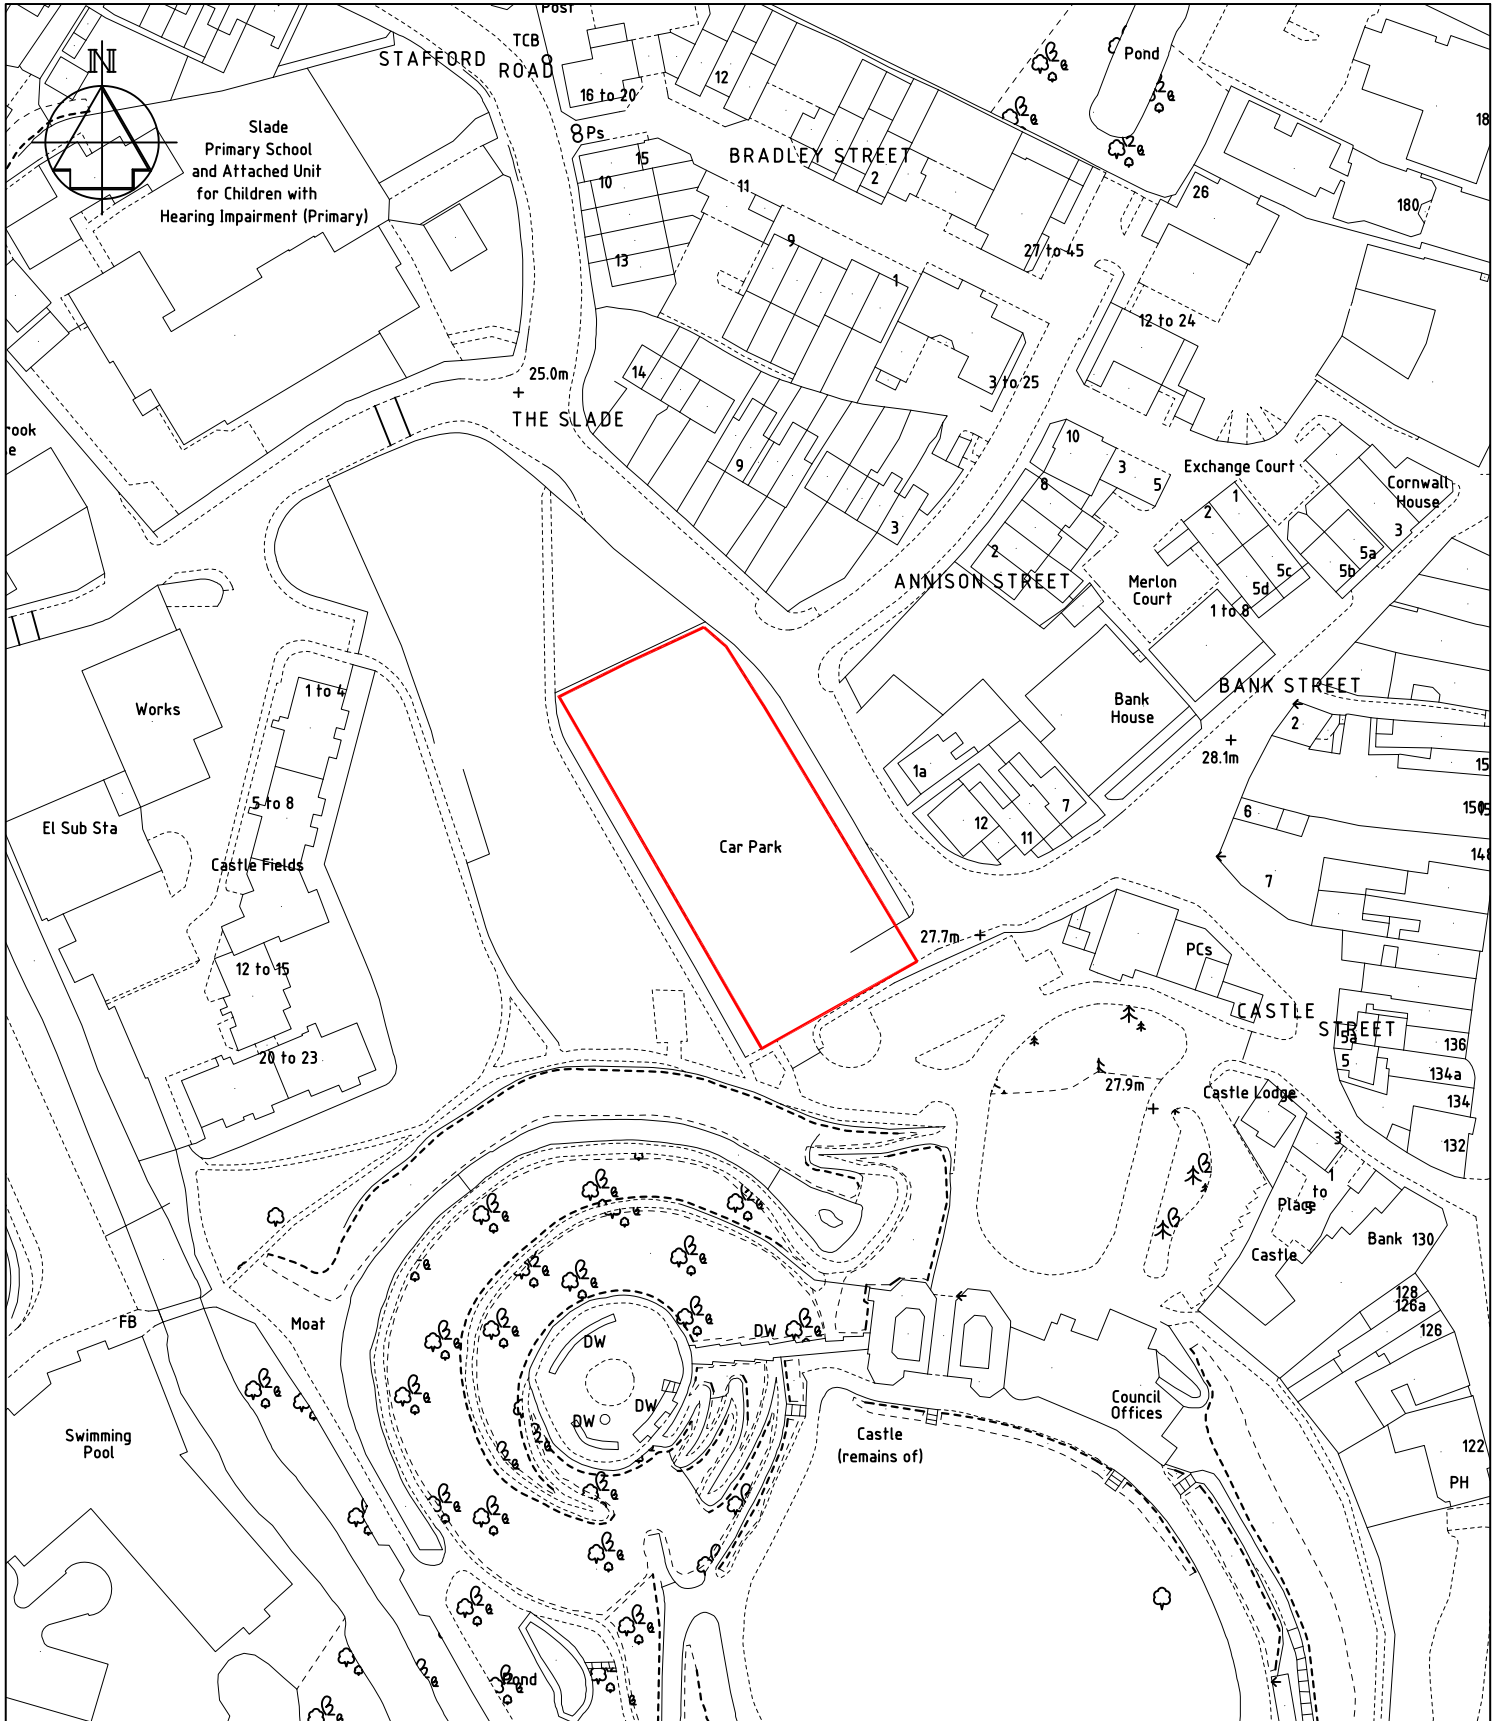 Post
STAFFORD
TCB
ROAD
Pond
12
16 to 20
N
Slade
Primary School
and Attached Unit
for Children with
Hearing Impairment (Primary)
Ps
15
10
BRADLEY STREET
11
2
26
180
13
9
27 to 45
1
12 to 24
25.0m
14
3 to 25
THE SLADE
rook
e
10
3
5
8
9
Exchange Court
Cornwall
House
1
2
3
3
2
5a
5b
5c
5d
ANNISON STREET
Merlon
Court
1 to 8
1 to 4
Works
BANK STREET
Bank
House
2
28.1m
1a
15
5 to 8
7
6
150
El Sub Sta
12
11
Car Park
148
Castle Fields
7
27.7m
PCs
12 to 15
CASTLE
STREET
5a
136
20 to 23
5
134a
27.9m
Castle Lodge
134
132
3
1
to
Place
Bank 130
Castle
128
126a
FB
Moat
DW
126
DW
DW
DW
Council
Offices
Swimming
Pool
Castle
(remains of)
122
PH
Pond